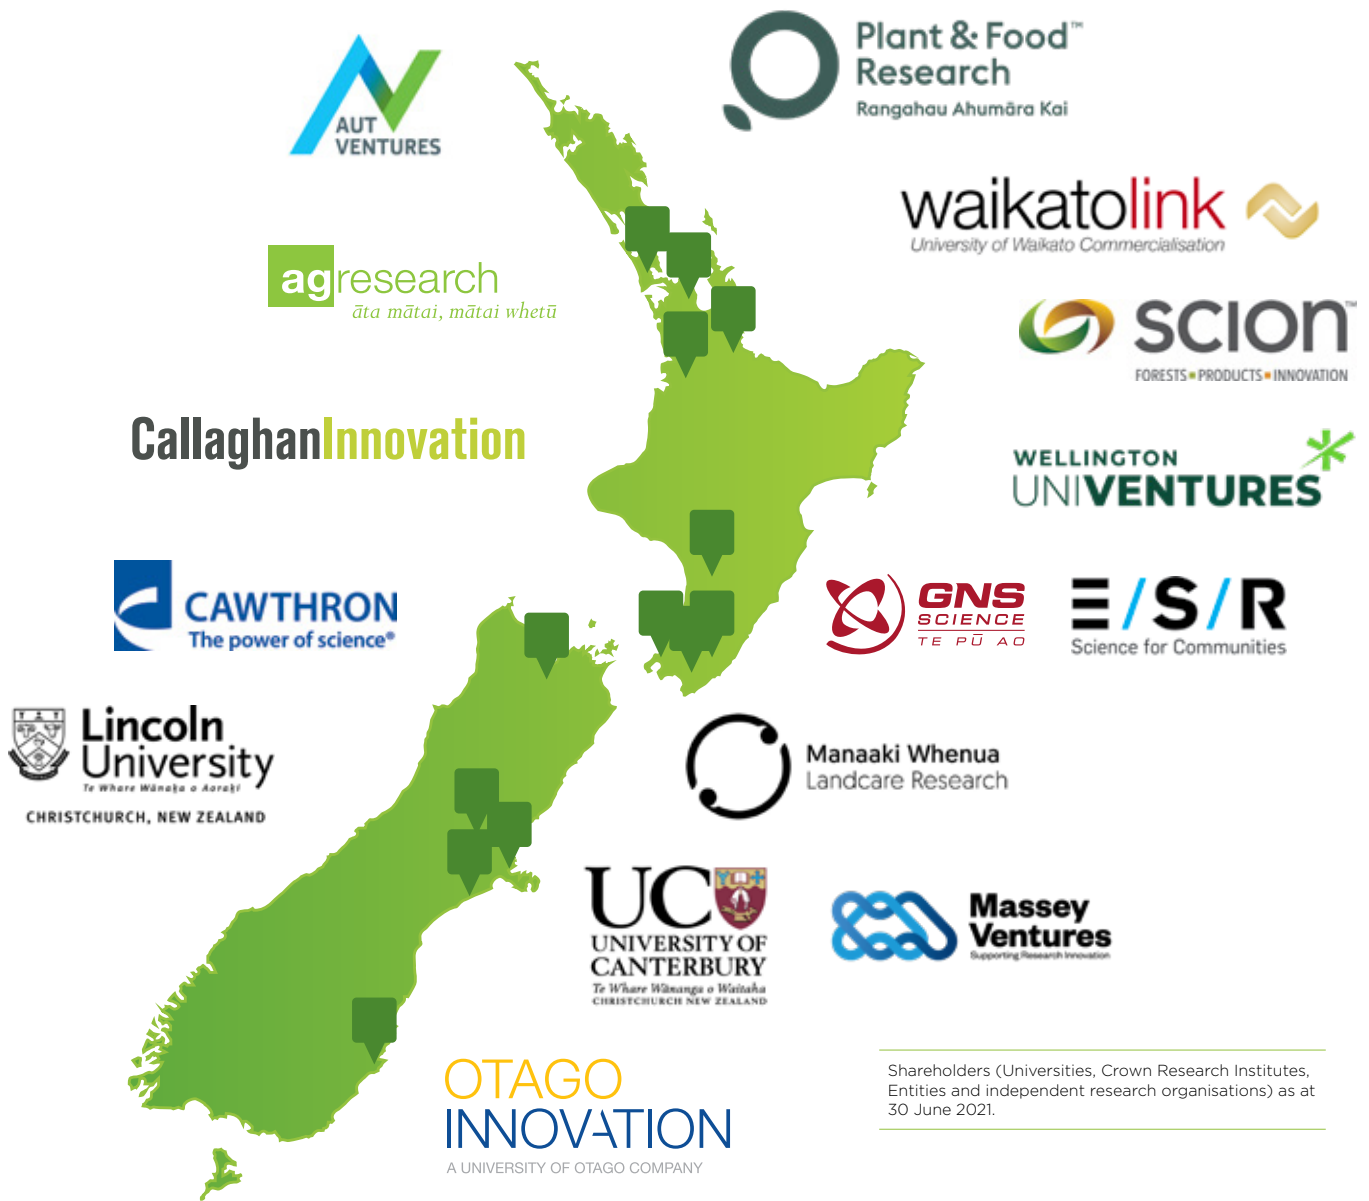 AUT
VENTURES
Plant & Food™
Research
Rangahau Ahumāra Kai
waikatolink
University of Waikato Commercialisation
agresearch
āta mātai, mātai whetū
SCION™
FORESTS▪PRODUCTS▪INNOVATION
CallaghanInnovation
WELLINGTON
UNIVENTURES
CAWTHRON
The power of science®
GNS
SCIENCE
TE PŪ AO
E/S/R
Science for Communities
Lincoln
University
Te Whare Wānaka o Aoraki
CHRISTCHURCH, NEW ZEALAND
Manaaki Whenua
Landcare Research
UC
UNIVERSITY OF
CANTERBURY
Te Whare Wānanga o Waitaha
CHRISTCHURCH NEW ZEALAND
Massey
Ventures
Supporting Research Innovation
OTAGO
INNOVATION
A UNIVERSITY OF OTAGO COMPANY
Shareholders (Universities, Crown Research Institutes,
Entities and independent research organisations) as at
30 June 2021.